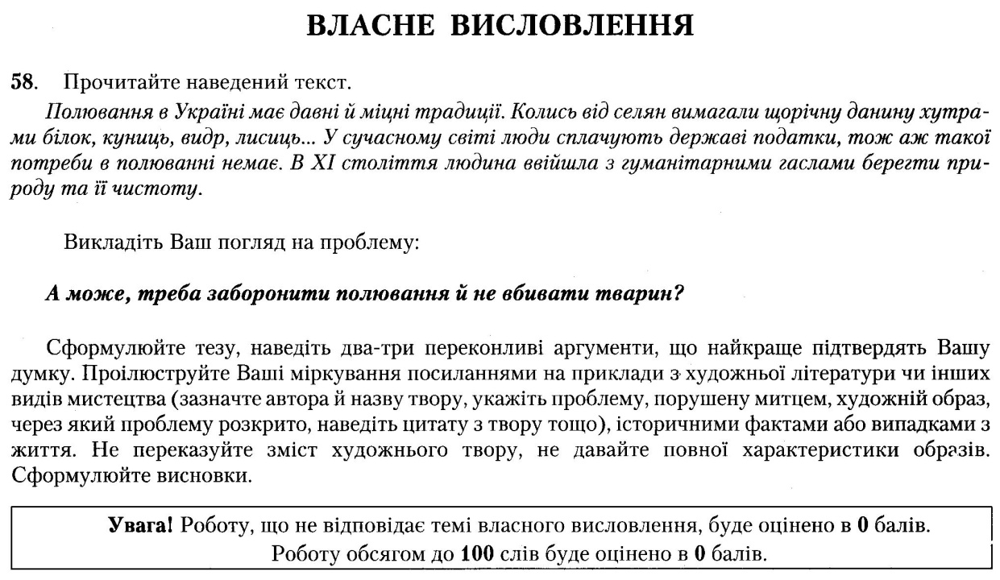 ВЛАСНЕ ВИСЛОВЛЕННЯ
58. Прочитайте наведений текст.
Полювання в Україні має давні й міцні традиції. Колись від селян вимагали щорічну данину хутра-
ми білок, куниць, видр, лисиць... У сучасному світі люди сплачують державі податки, тож аж такої
потреби в полюванні немає. В XI століття людина ввійшла з гуманітарними гаслами берегти при-
роду та її чистоту.
Викладіть Ваш погляд на проблему:
А може, треба заборонити полювання й не вбивати тварин?
Сформулюйте тезу, наведіть два-три переконливі аргументи, що найкраще підтвердять Вашу
думку. Проілюструйте Ваші міркування посиланнями на приклади з художньої літератури чи інших
видів мистецтва (зазначте автора й назву твору, укажіть проблему, порушену митцем, художній образ,
через який проблему розкрито, наведіть цитату з твору тощо), історичними фактами або випадками з
життя. Не переказуйте зміст художнього твору, не давайте повної характеристики образів.
Сформулюйте висновки.
Увага! Роботу, що не відповідає темі власного висловлення, буде оцінено в 0 балів.
Роботу обсягом до 100 слів буде оцінено в 0 балів.